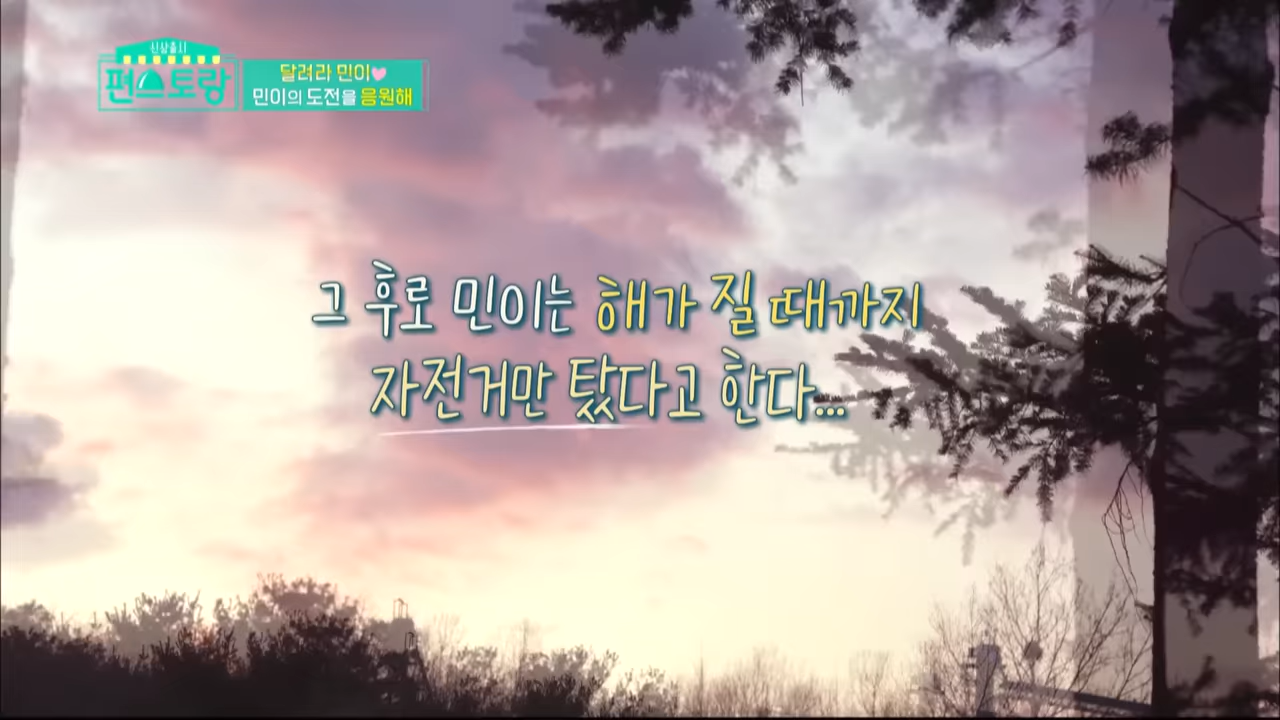 신상출시
편스토랑
달려라 민이
민이의 도전을 응원해
그 후로 민이는 해가 질 때까지
자전거만 탔다고 한다...